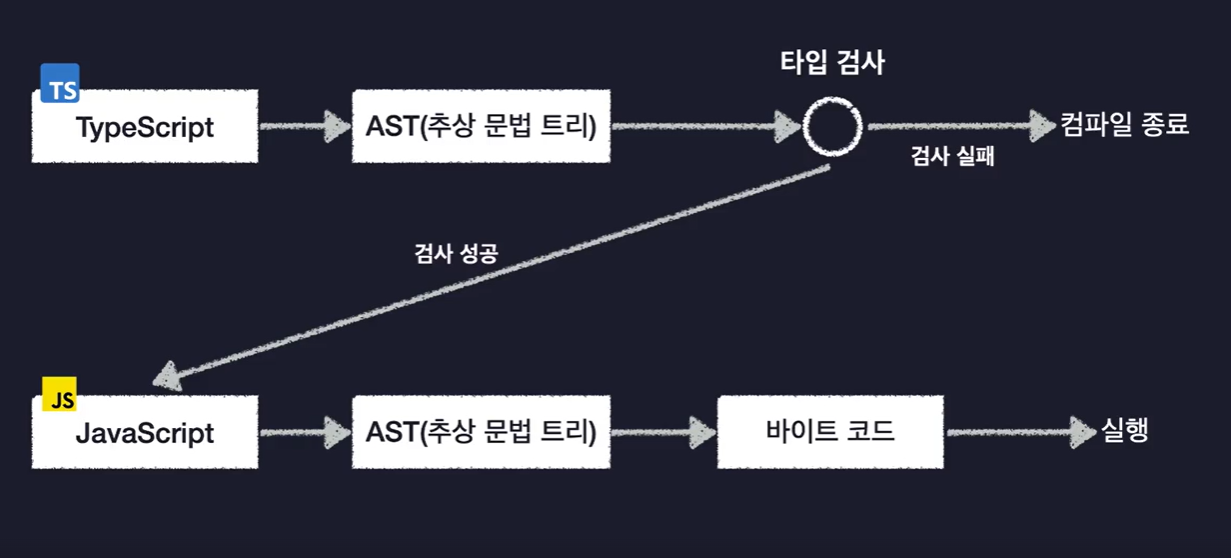 타입 검사
TS
TypeScript
AST(추상 문법 트리)
컴파일 종료
검사 실패
검사 성공
JS
JavaScript
AST(추상 문법 트리)
바이트 코드
실행